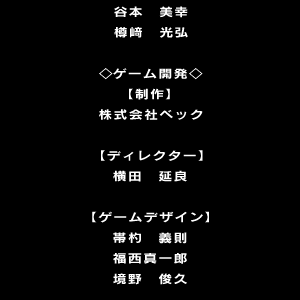 谷本　美幸
樽﨑　光弘
◇ゲーム開発◇
【制作】
株式会社ベック
【ディレクター】
横田　延良
【ゲームデザイン】
帯杓　義則
福西真一郎
境野　俊久